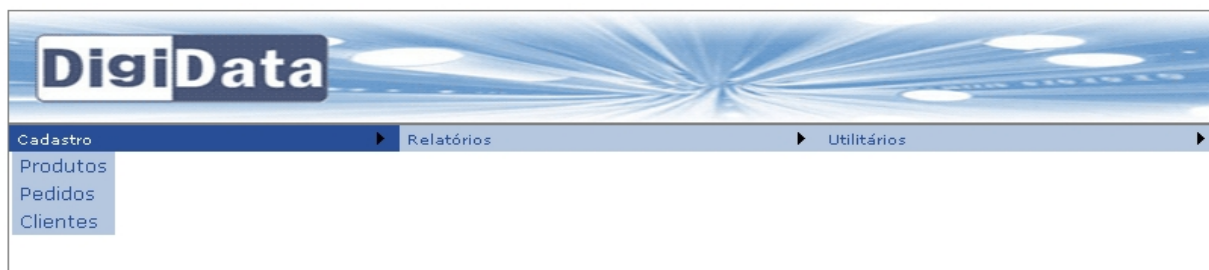 DigiData
Cadastro Relatórios Utilitários
Produtos
Pedidos
Clientes